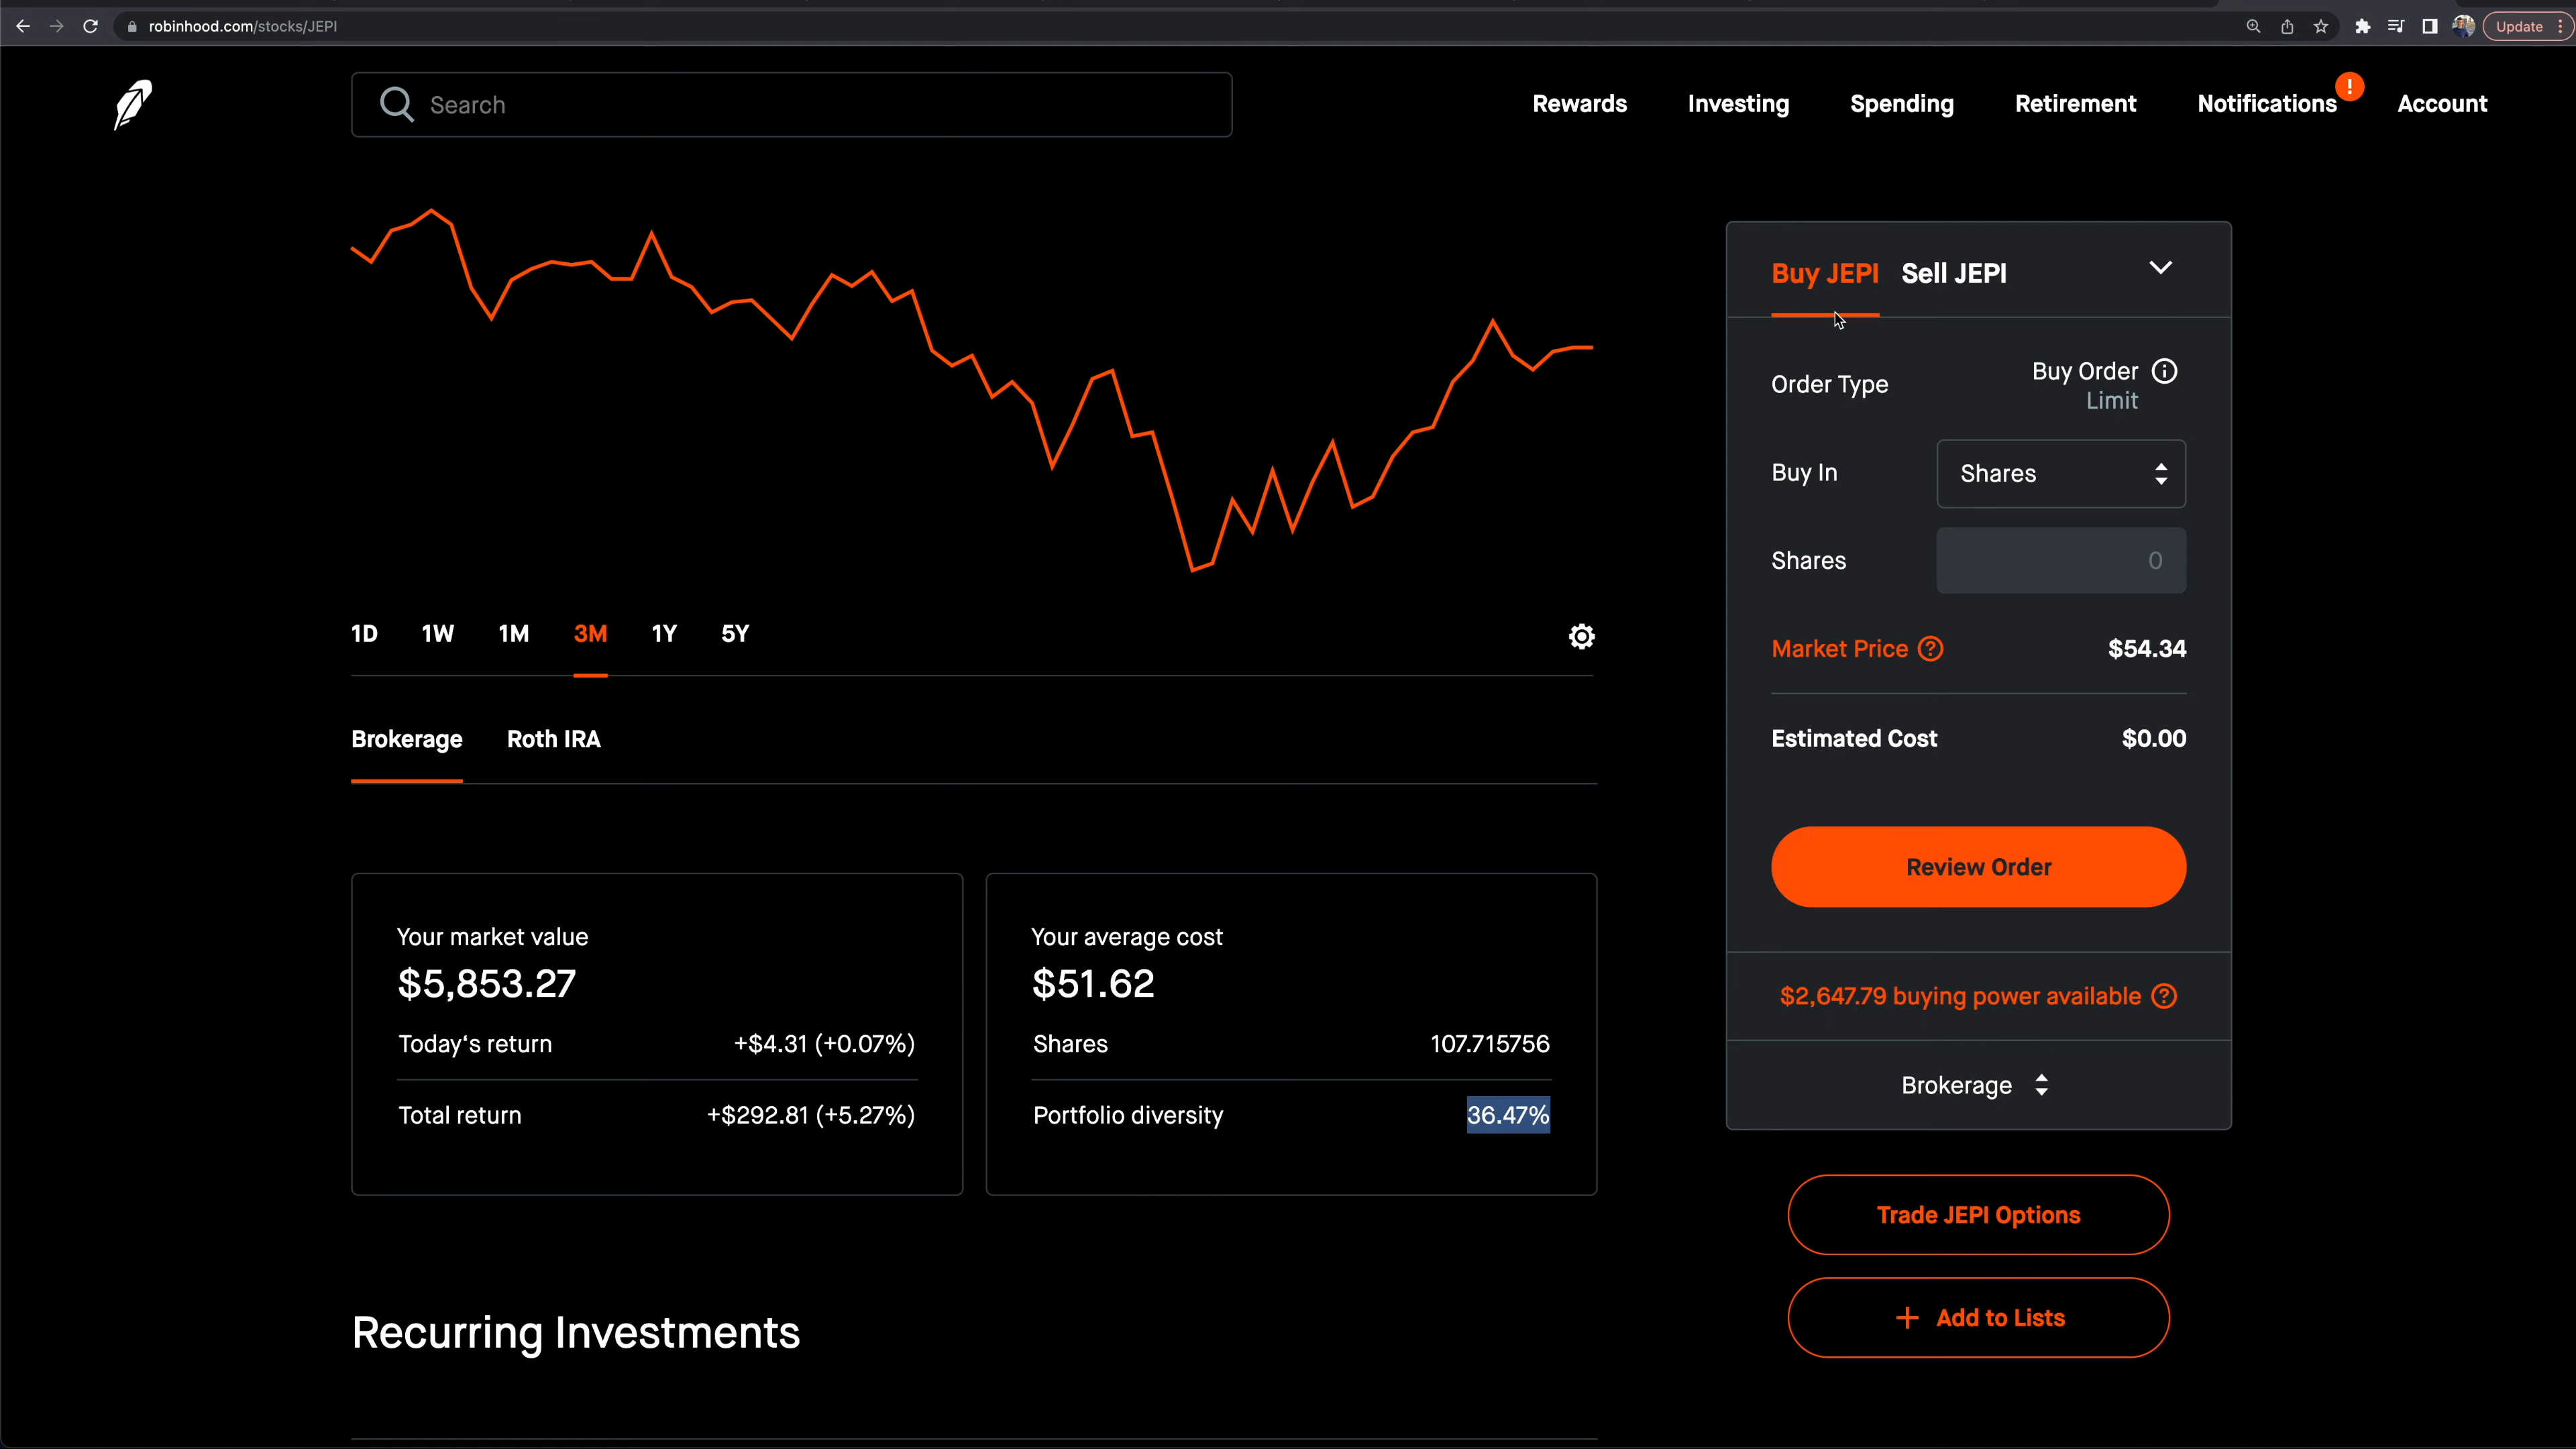 robinhood.com/stocks/JEPI
Update
Search
Rewards
Investing
Spending
Retirement
Notifications
!
Account
Buy JEPI
Sell JEPI
Order Type
Buy Order
Limit
Buy In
Shares
Shares
0
Market Price ?
$54.34
Estimated Cost
$0.00
Review Order
$2,647.79 buying power available ?
Brokerage
Trade JEPI Options
+ Add to Lists
1D
1W
1M
3M
1Y
5Y
Brokerage
Roth IRA
Your market value
$5,853.27
Today's return
+$4.31 (+0.07%)
Total return
+$292.81 (+5.27%)
Your average cost
$51.62
Shares
107.715756
Portfolio diversity
36.47%
Recurring Investments